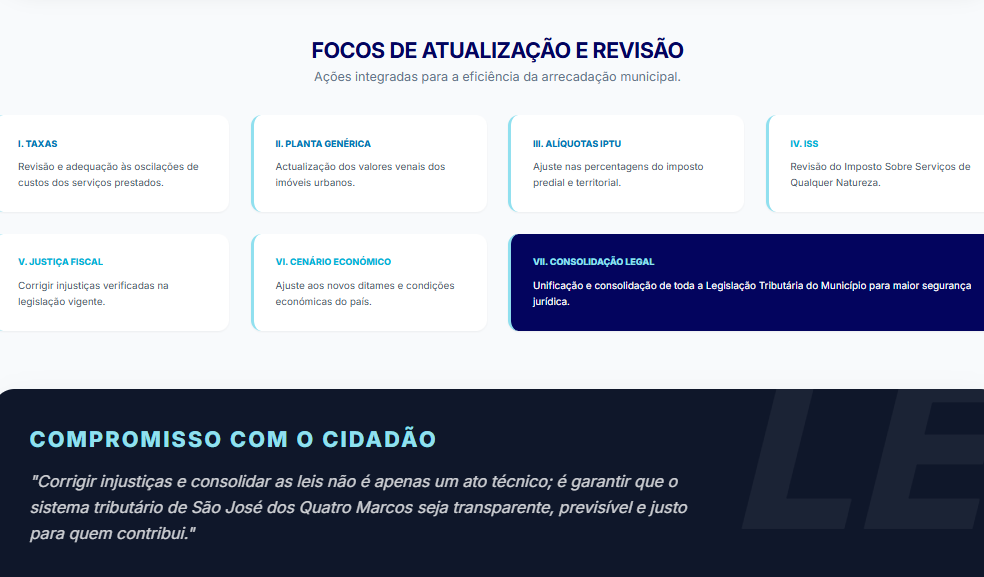 FOCOS DE ATUALIZAÇÃO E REVISÃO
Ações integradas para a eficiência da arrecadação municipal.
I. TAXAS
Revisão e adequação às oscilações de
custos dos serviços prestados.
II. PLANTA GENÉRICA
Actualização dos valores venais dos
imóveis urbanos.
III. ALÍQUOTAS IPTU
Ajuste nas percentagens do imposto
predial e territorial.
IV. ISS
Revisão do Imposto Sobre Serviços de
Qualquer Natureza.
V. JUSTIÇA FISCAL
Corrigir injustiças verificadas na
legislação vigente.
VI. CENÁRIO ECONÓMICO
Ajuste aos novos ditames e condições
económicas do país.
VII. CONSOLIDAÇÃO LEGAL
Unificação e consolidação de toda a Legislação Tributária do Município para maior segurança
jurídica.
COMPROMISSO COM O CIDADÃO
"Corrigir injustiças e consolidar as leis não é apenas um ato técnico; é garantir que o
sistema tributário de São José dos Quatro Marcos seja transparente, previsível e justo
para quem contribui."
LE